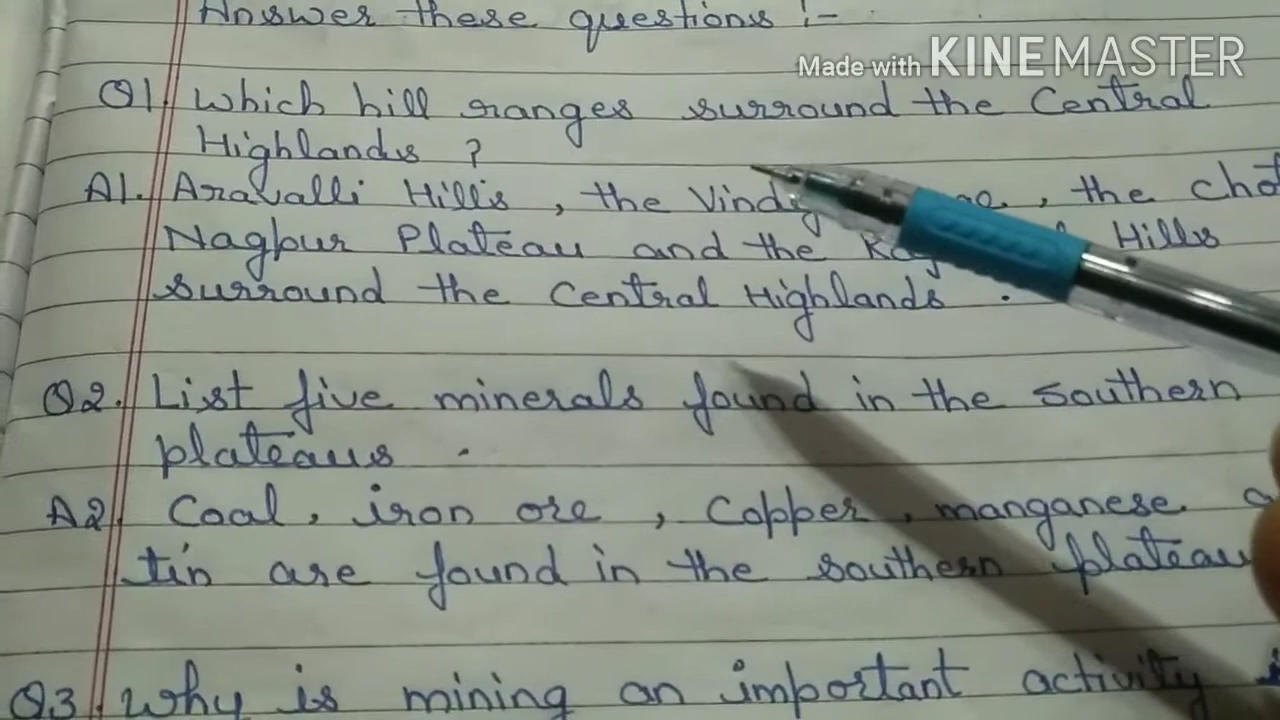 Answer these questions :-
Made with KINEMASTER
Q1. Which hill ranges surround the Central
Highlands ?
A1. Aravalli Hills, the , the
Nagpur Plateau and the Hills
surround the Central Highlands .
Q2. List five minerals found in the southern
plateaus .
A2. Coal, iron ore, Copper, manganese
tin are found in the southern plateau
Q3. Why is mining an important activity